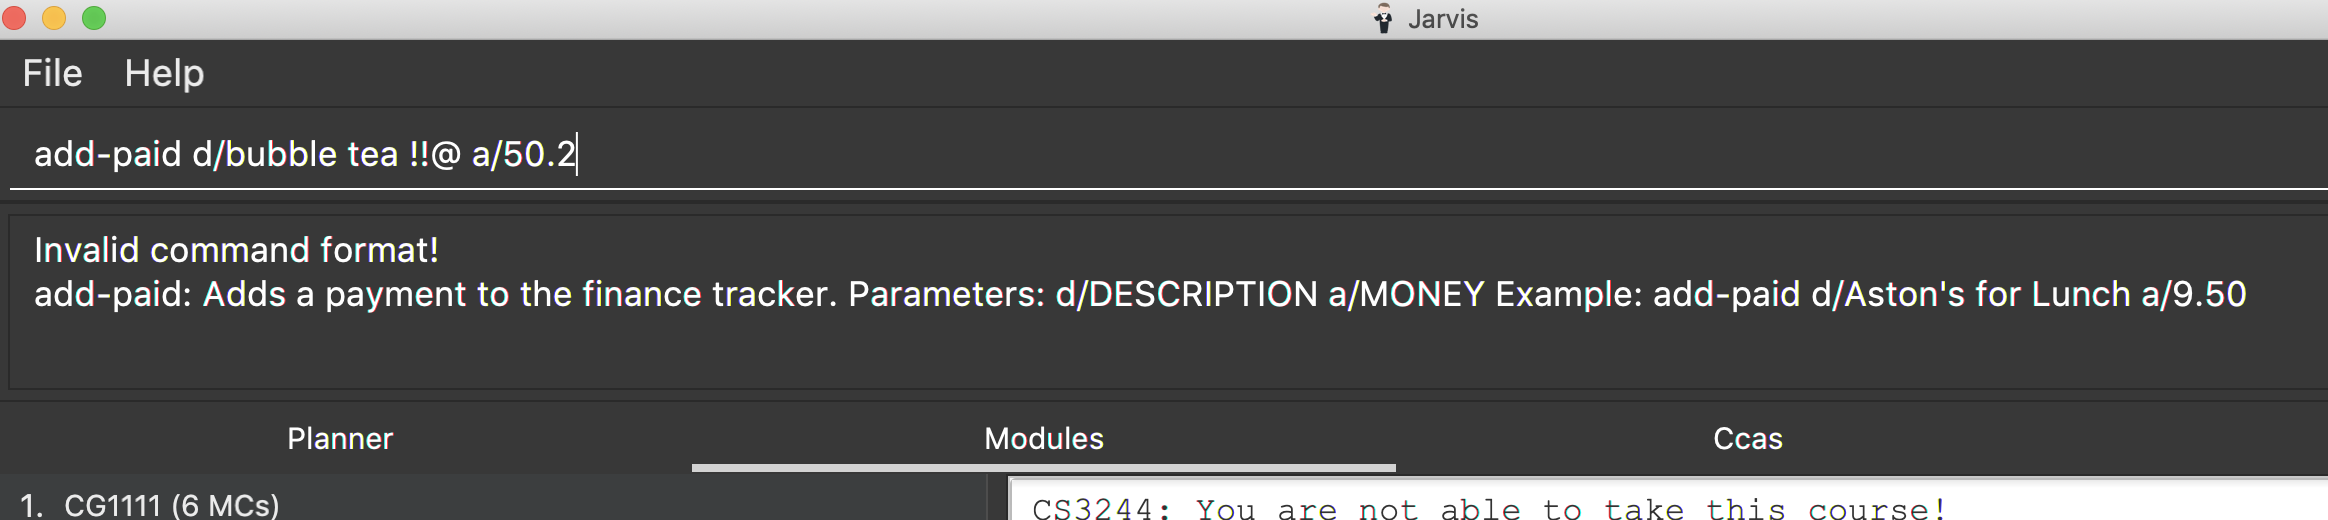 Jarvis
File Help
add-paid d/bubble tea !!@ a/50.2
Invalid command format!
add-paid: Adds a payment to the finance tracker. Parameters: d/DESCRIPTION a/MONEY Example: add-paid d/Aston's for Lunch a/9.50
Planner Modules Ccas
1. CG1111 (6 MCs)
CS3244: You are not able to take this course!